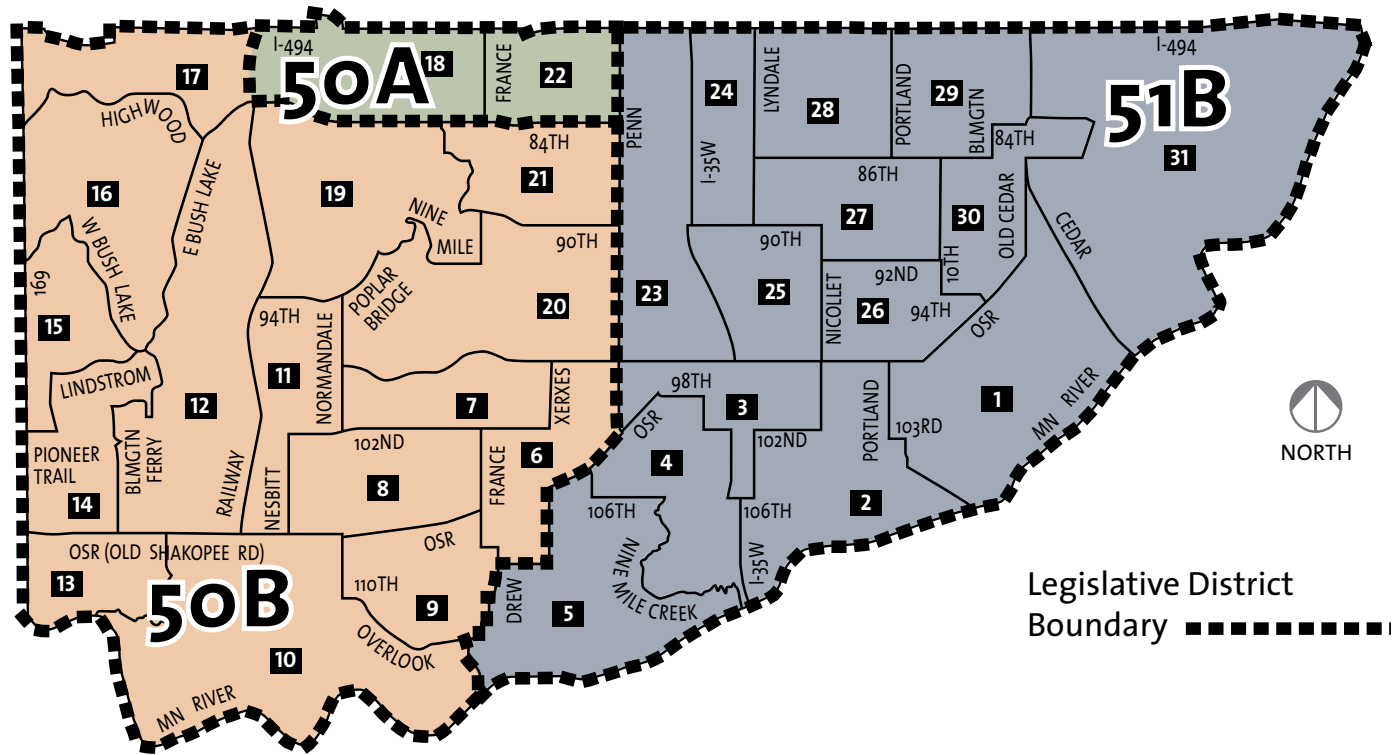 I-494
17
50A
18
FRANCE
22
HIGHWOOD
84TH
21
16
19
E BUSH LAKE
NINE
MILE
W BUSH LAKE
90TH
169
POPLAR
BRIDGE
20
15
94TH
NORMANDALE
11
LINDSTROM
12
7
XERXES
PIONEER
TRAIL
BLMGTN
FERRY
102ND
6
FRANCE
8
14
RAILWAY
NESBITT
OSR (OLD SHAKOPEE RD)
OSR
13
50B
110TH
9
OVERLOOK
10
MN RIVER
I-494
51B
24
LYNDALE
28
PORTLAND
29
BLMGTN
84TH
31
PENN
I-35W
86TH
27
30
OLD CEDAR
CEDAR
10TH
90TH
92ND
23
25
NICOLLET
26
94TH
OSR
98TH
3
1
MN RIVER
OSR
102ND
PORTLAND
103RD
4
106TH
106TH
2
I-35W
NINE MILE CREEK
DREW
5
NORTH
Legislative District
Boundary